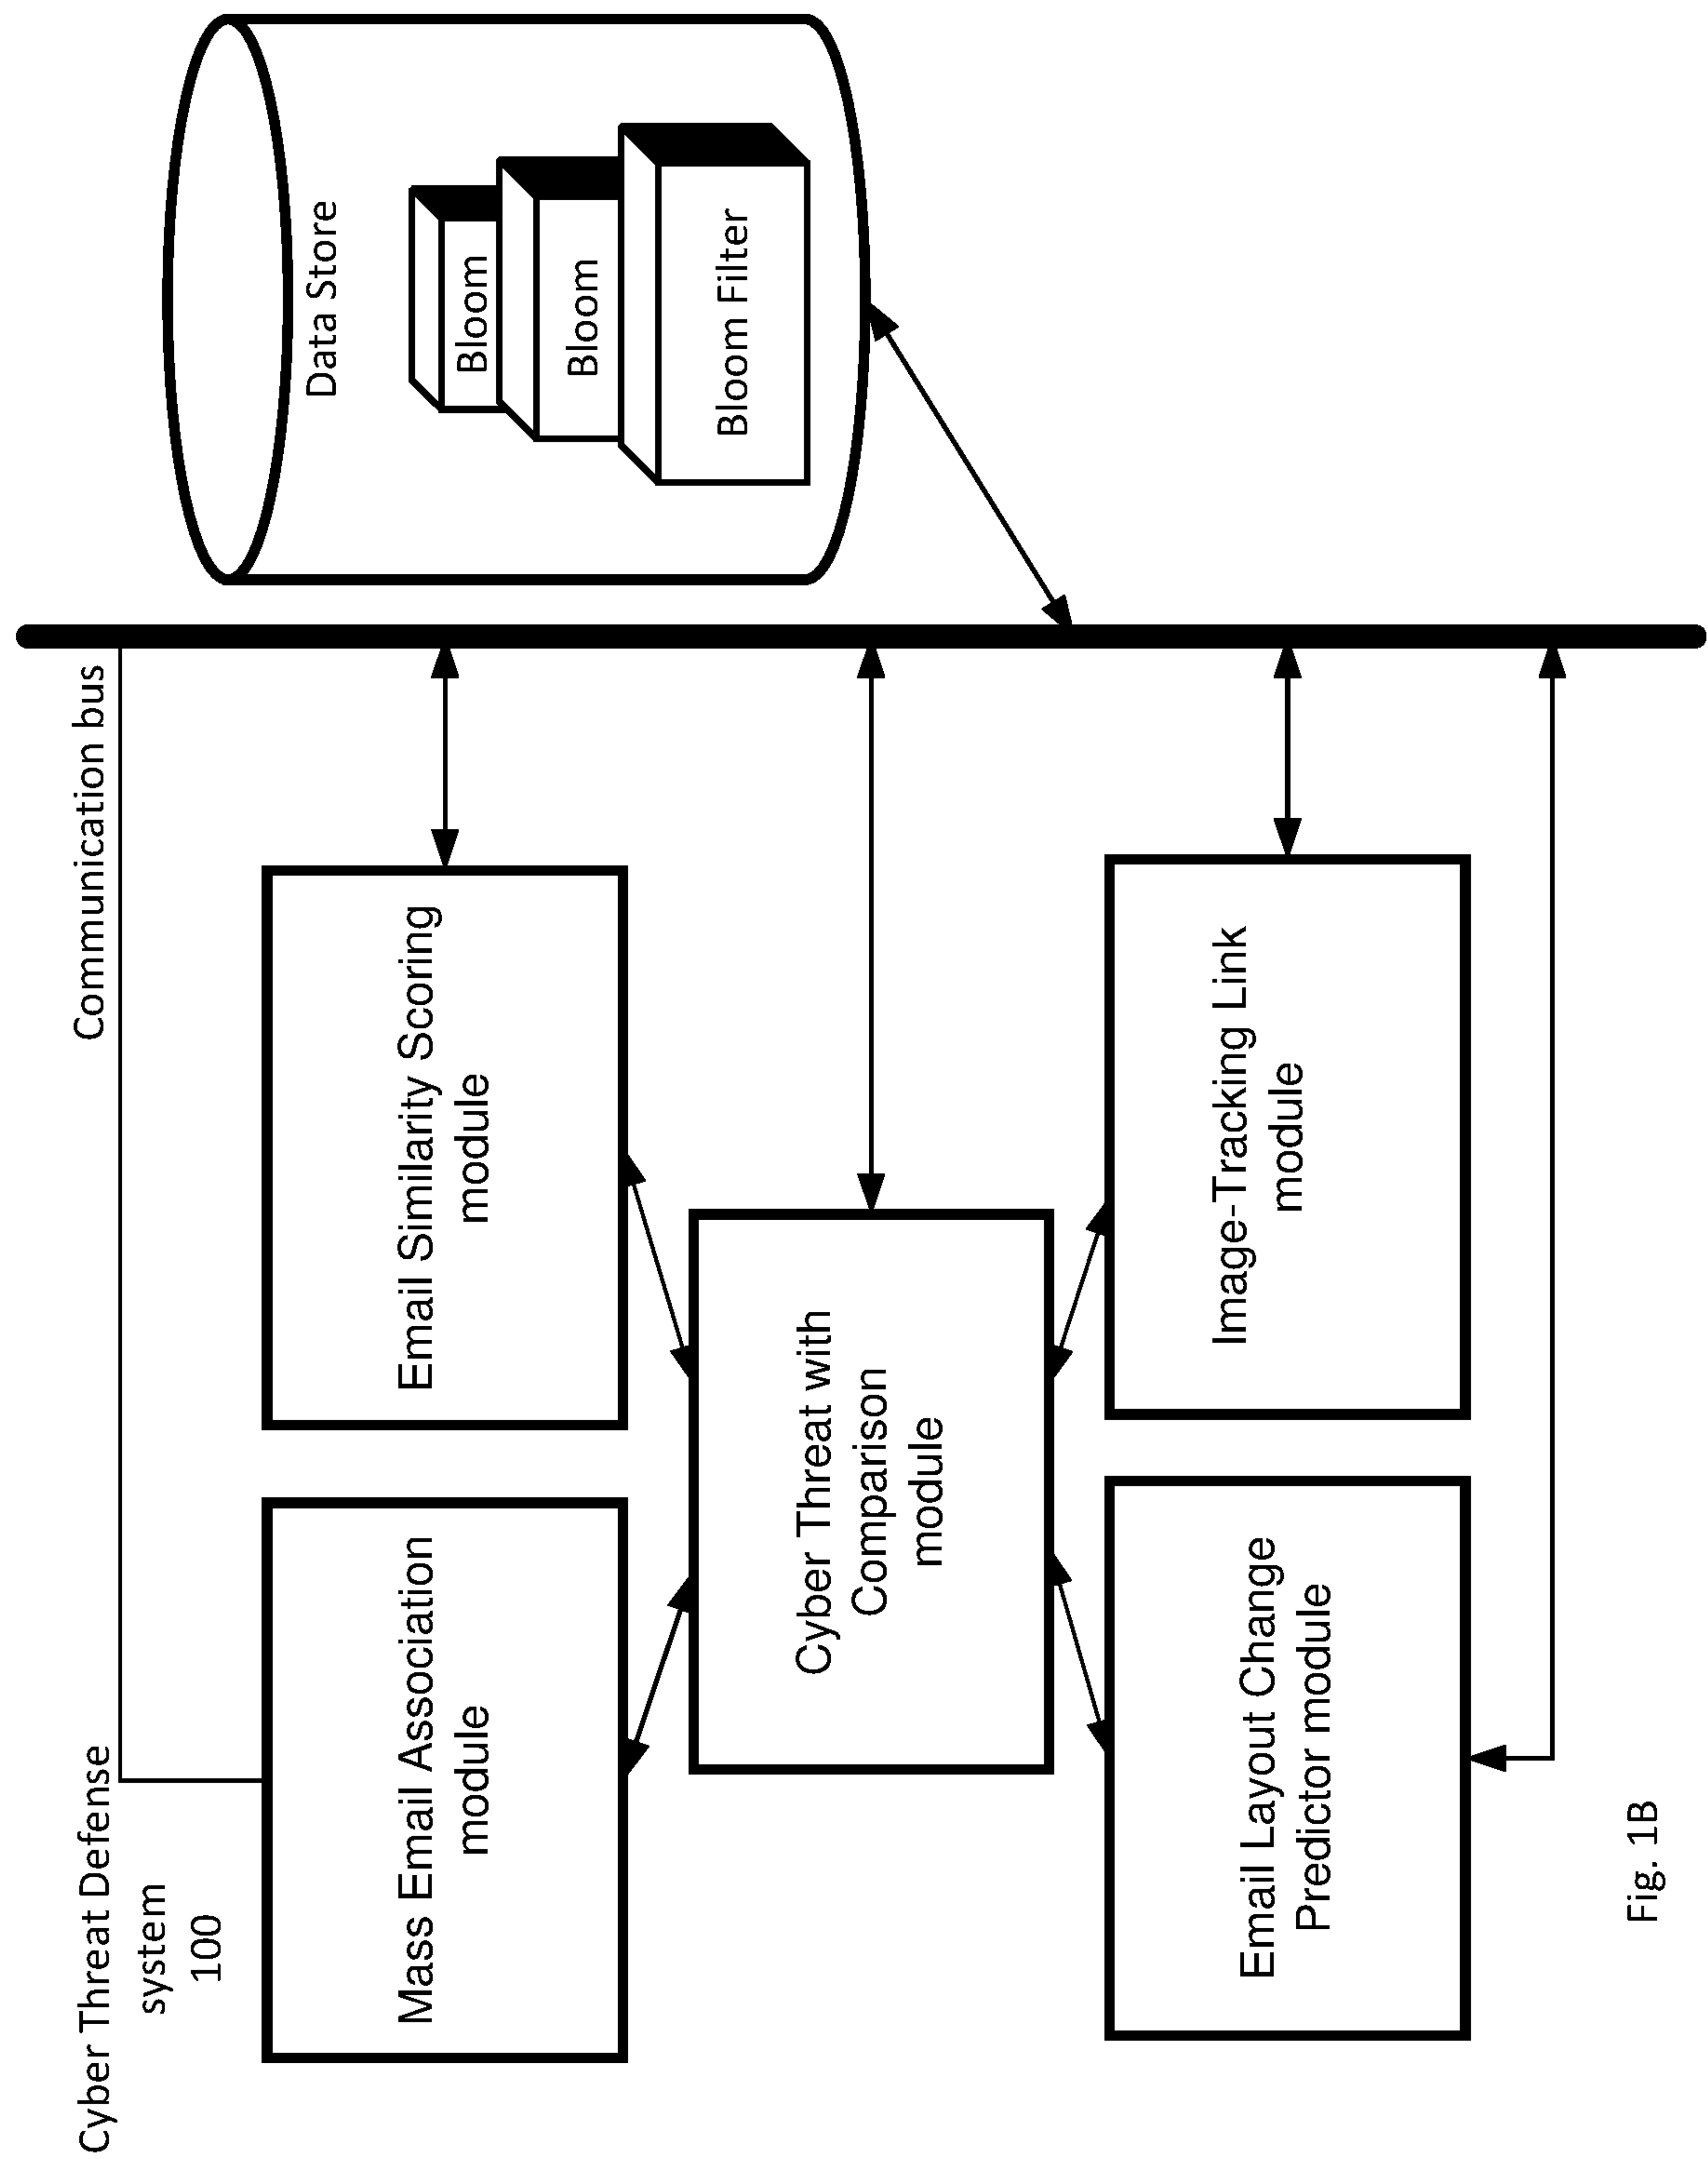 Cyber Threat Defense
system
100
Communication bus
Mass Email Association
module
Email Similarity Scoring
module
Data Store
Bloom
Bloom
Bloom Filter
Cyber Threat with
Comparison
module
Email Layout Change
Predictor module
Image-Tracking Link
module
Fig. 1B